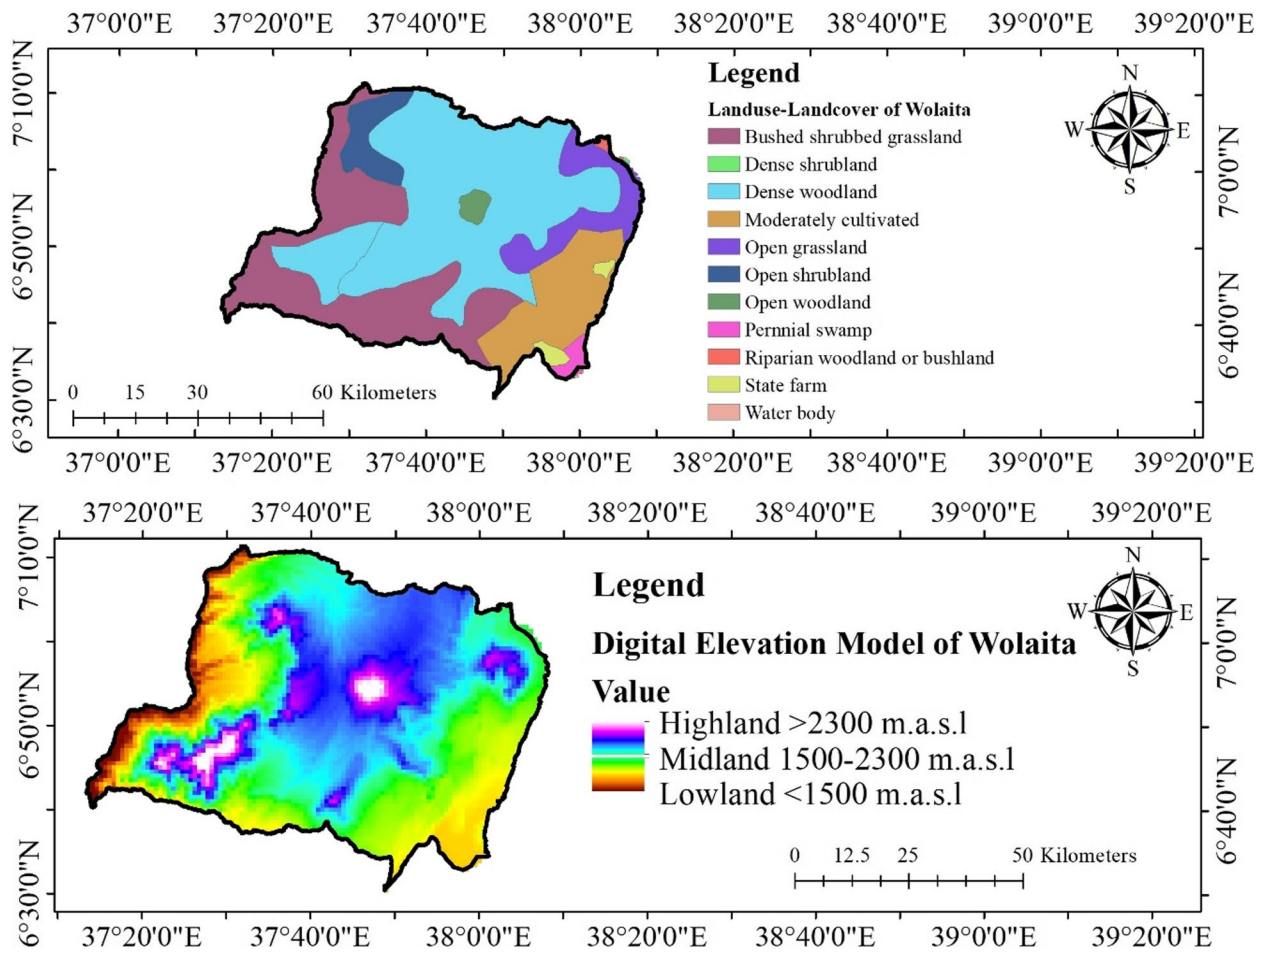 37°0'0"E 37°20'0"E 37°40'0"E 38°0'0"E 38°20'0"E 38°40'0"E 39°0'0"E 39°20'0"E
7°10'0"N
6°50'0"N
6°30'0"N
Legend
Landuse-Landcover of Wolaita
Bushed shrubbed grassland
Dense shrubland
Dense woodland
Moderately cultivated
Open grassland
Open shrubland
Open woodland
Pernnial swamp
Riparian woodland or bushland
State farm
Water body
N
W E
S
7°0'0"N
6°40'0"N
0 15 30 60 Kilometers
37°0'0"E 37°20'0"E 37°40'0"E 38°0'0"E 38°20'0"E 38°40'0"E 39°0'0"E 39°20'0"E
37°20'0"E 37°40'0"E 38°0'0"E 38°20'0"E 38°40'0"E 39°0'0"E 39°20'0"E
7°10'0"N
6°50'0"N
6°30'0"N
Legend
Digital Elevation Model of Wolaita
Value
Highland >2300 m.a.s.l
Midland 1500-2300 m.a.s.l
Lowland <1500 m.a.s.l
N
W E
S
7°0'0"N
6°40'0"N
0 12.5 25 50 Kilometers
37°20'0"E 37°40'0"E 38°0'0"E 38°20'0"E 38°40'0"E 39°0'0"E 39°20'0"E